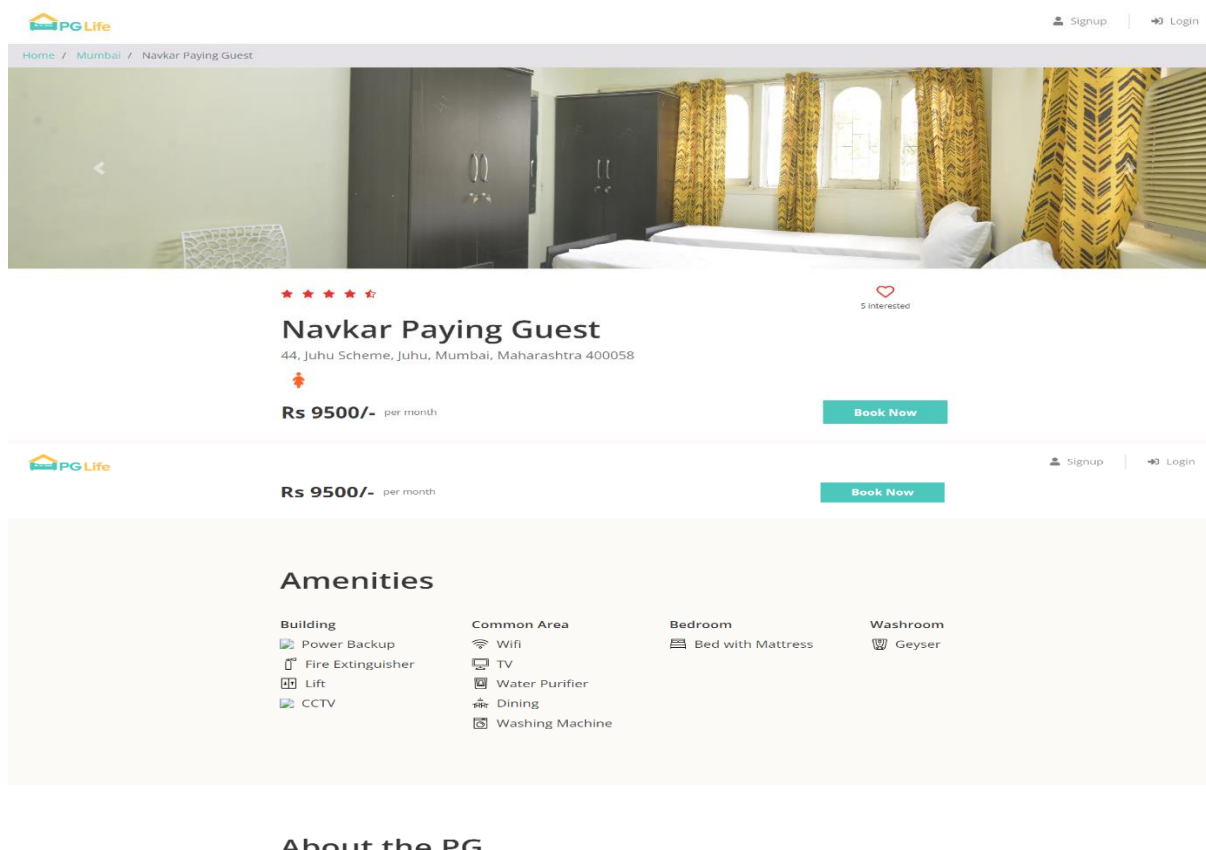 PG Life
Signup
Login
Home / Mumbai / Navkar Paying Guest
5 interested
Navkar Paying Guest
44, Juhu Scheme, Juhu, Mumbai, Maharashtra 400058
Rs 9500/- per month
Book Now
PG Life
Signup
Login
Rs 9500/- per month
Book Now
Amenities
Building
Power Backup
Fire Extinguisher
Lift
CCTV
Common Area
Wifi
TV
Water Purifier
Dining
Washing Machine
Bedroom
Bed with Mattress
Washroom
Geyser
About the PG